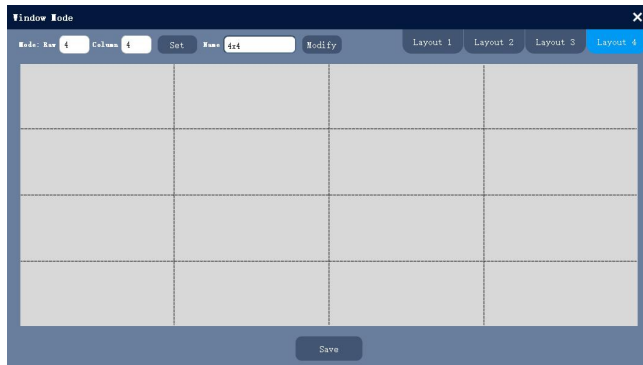 Window Mode
Mode: Raw 4 Column 4 Set Name 4x4 Modify Layout 1 Layout 2 Layout 3 Layout 4
Save